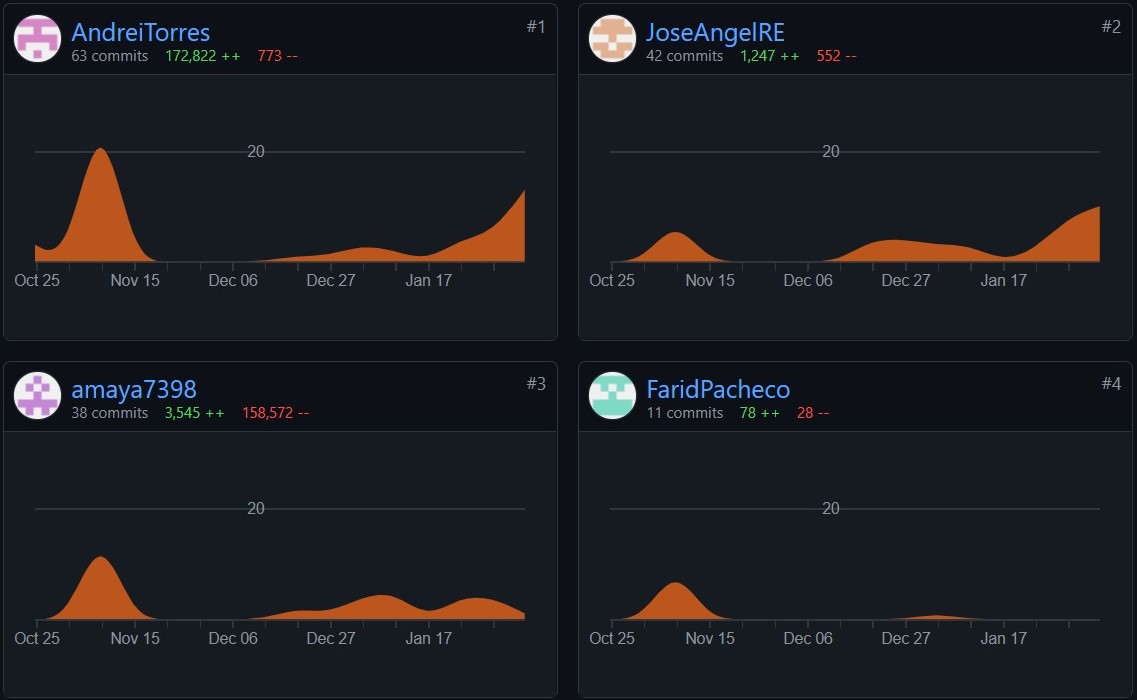 AndreiTorres #1
63 commits 172,822 ++ 773 --
20
Oct 25 Nov 15 Dec 06 Dec 27 Jan 17
JoseAngelRE #2
42 commits 1,247 ++ 552 --
20
Oct 25 Nov 15 Dec 06 Dec 27 Jan 17
amaya7398 #3
38 commits 3,545 ++ 158,572 --
20
Oct 25 Nov 15 Dec 06 Dec 27 Jan 17
FaridPacheco #4
11 commits 78 ++ 28 --
20
Oct 25 Nov 15 Dec 06 Dec 27 Jan 17